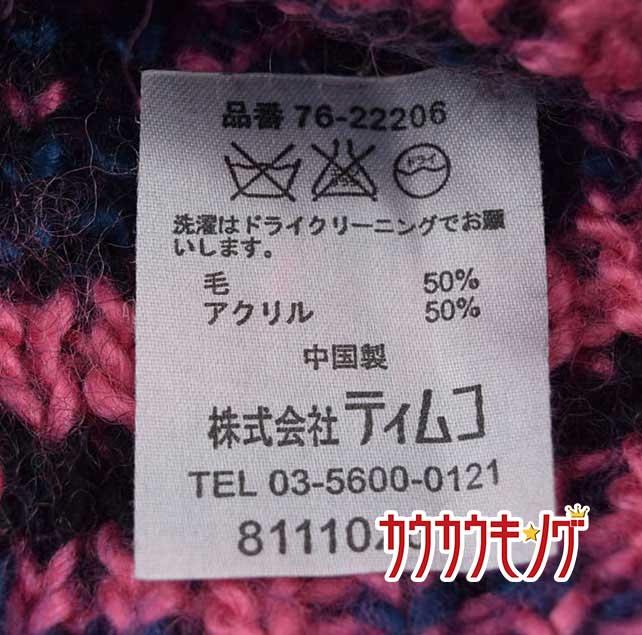 品番 76-22206
ドライ
洗濯はドライクリーニングでお願
いします。
毛 50%
アクリル 50%
中国製
株式会社ティムコ
TEL 03-5600-0121
カウカウキング